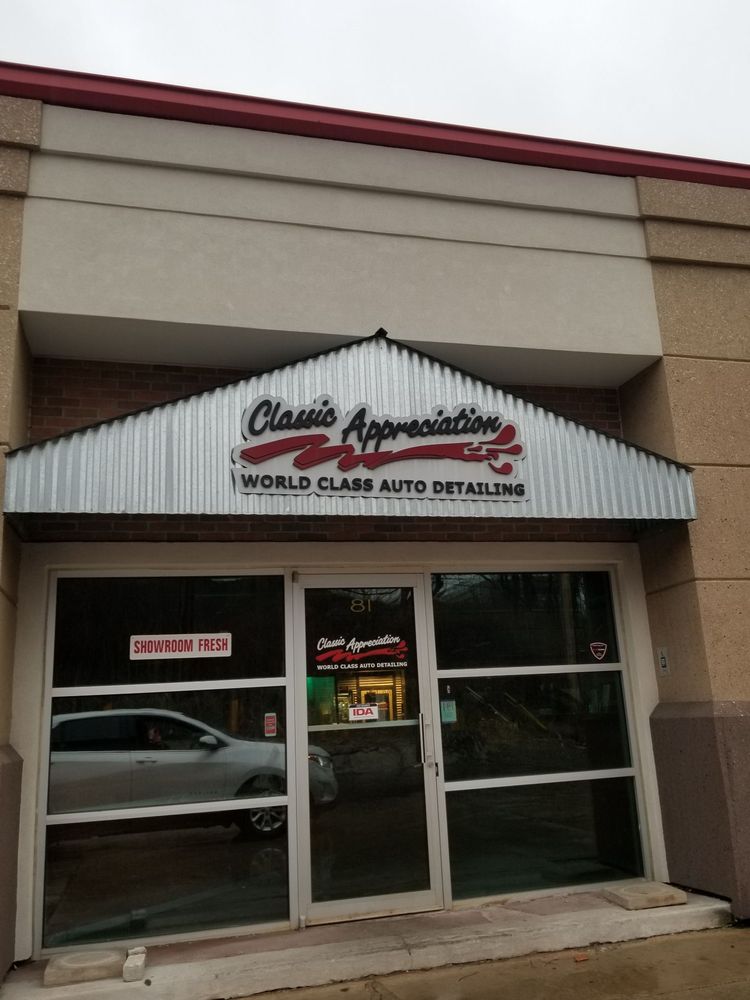 Classic Appreciation
WORLD CLASS AUTO DETAILING
81
SHOWROOM FRESH
Classic Appreciation
WORLD CLASS AUTO DETAILING
IDA